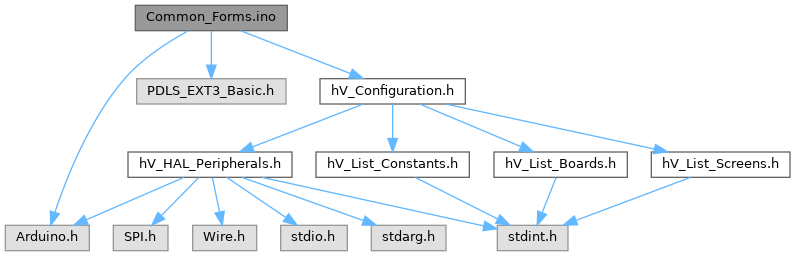 Common_Forms.ino
PDLS_EXT3_Basic.h
hV_Configuration.h
hV_HAL_Peripherals.h
hV_List_Constants.h
hV_List_Boards.h
hV_List_Screens.h
Arduino.h
SPI.h
Wire.h
stdio.h
stdarg.h
stdint.h